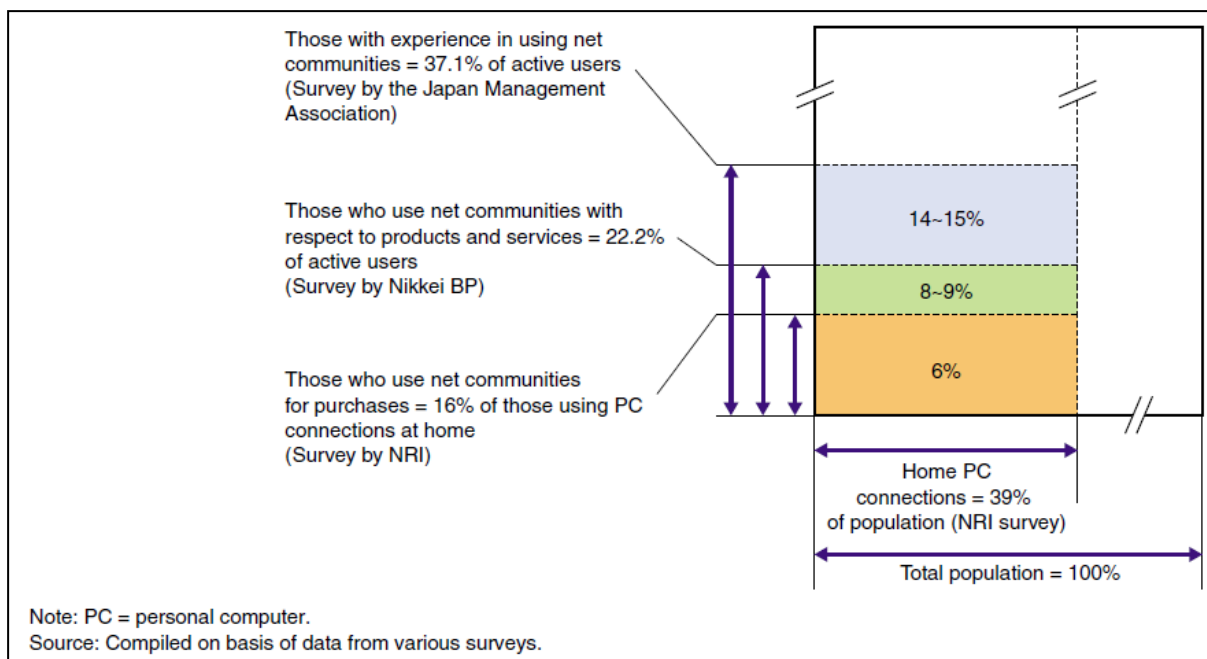 Those with experience in using net
communities = 37.1% of active users
(Survey by the Japan Management
Association)
Those who use net communities with
respect to products and services = 22.2%
of active users
(Survey by Nikkei BP)
Those who use net communities
for purchases = 16% of those using PC
connections at home
(Survey by NRI)
14~15%
8~9%
6%
Home PC
connections = 39%
of population (NRI survey)
Total population = 100%
Note: PC = personal computer.
Source: Compiled on basis of data from various surveys.